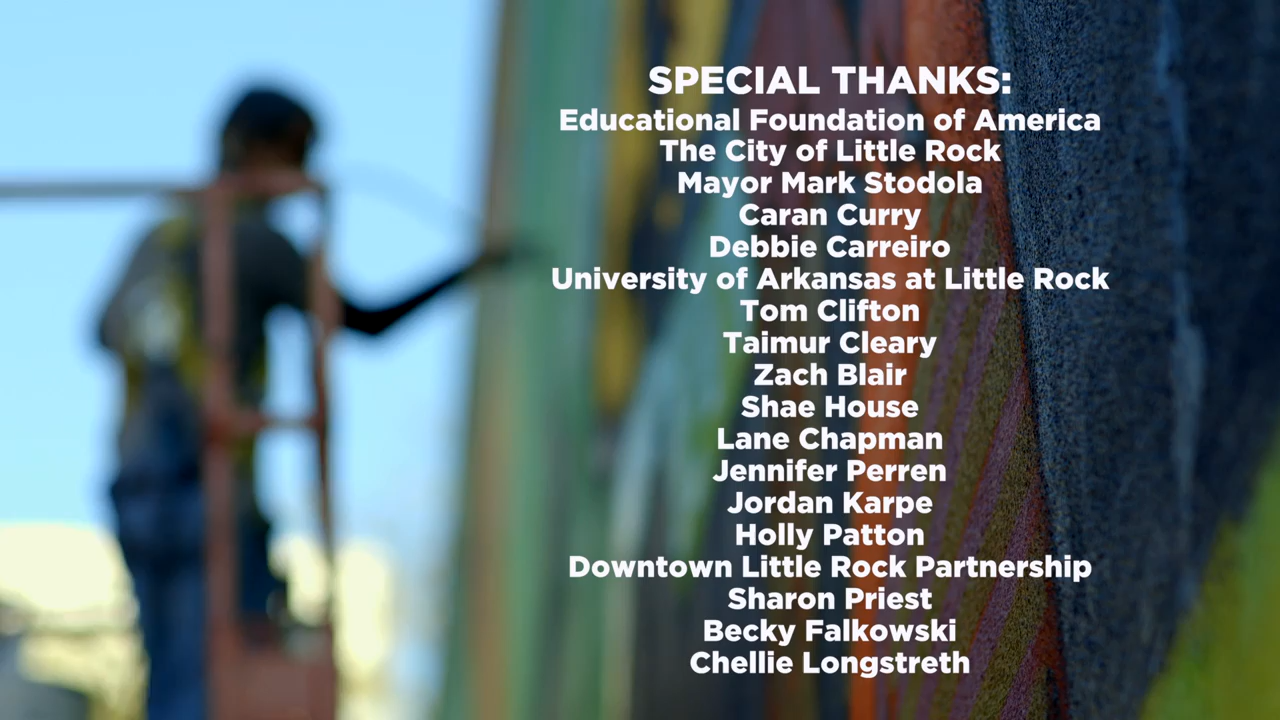 SPECIAL THANKS:
Educational Foundation of America
The City of Little Rock
Mayor Mark Stodola
Caran Curry
Debbie Carreiro
University of Arkansas at Little Rock
Tom Clifton
Taimur Cleary
Zach Blair
Shae House
Lane Chapman
Jennifer Perren
Jordan Karpe
Holly Patton
Downtown Little Rock Partnership
Sharon Priest
Becky Falkowski
Chellie Longstreth